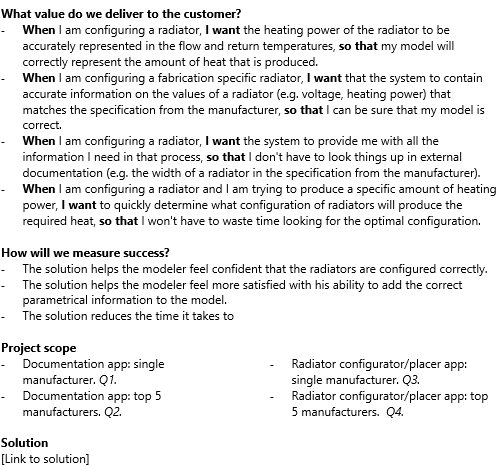 What value do we deliver to the customer?
- When I am configuring a radiator, I want the heating power of the radiator to be
accurately represented in the flow and return temperatures, so that my model will
correctly represent the amount of heat that is produced.
- When I am configuring a fabrication specific radiator, I want that the system to contain
accurate information on the values of a radiator (e.g. voltage, heating power) that
matches the specification from the manufacturer, so that I can be sure that my model is
correct.
- When I am configuring a radiator, I want the system to provide me with all the
information I need in that process, so that I don't have to look things up in external
documentation (e.g. the width of a radiator in the specification from the manufacturer).
- When I am configuring a radiator and I am trying to produce a specific amount of heating
power, I want to quickly determine what configuration of radiators will produce the
required heat, so that I won't have to waste time looking for the optimal configuration.
How will we measure success?
- The solution helps the modeler feel confident that the radiators are configured correctly.
- The solution helps the modeler feel more satisfied with his ability to add the correct
parametrical information to the model.
- The solution reduces the time it takes to
Project scope
- Documentation app: single
manufacturer. Q1.
- Documentation app: top 5
manufacturers. Q2.
- Radiator configurator/placer app:
single manufacturer. Q3.
- Radiator configurator/placer app: top
5 manufacturers. Q4.
Solution
[Link to solution]